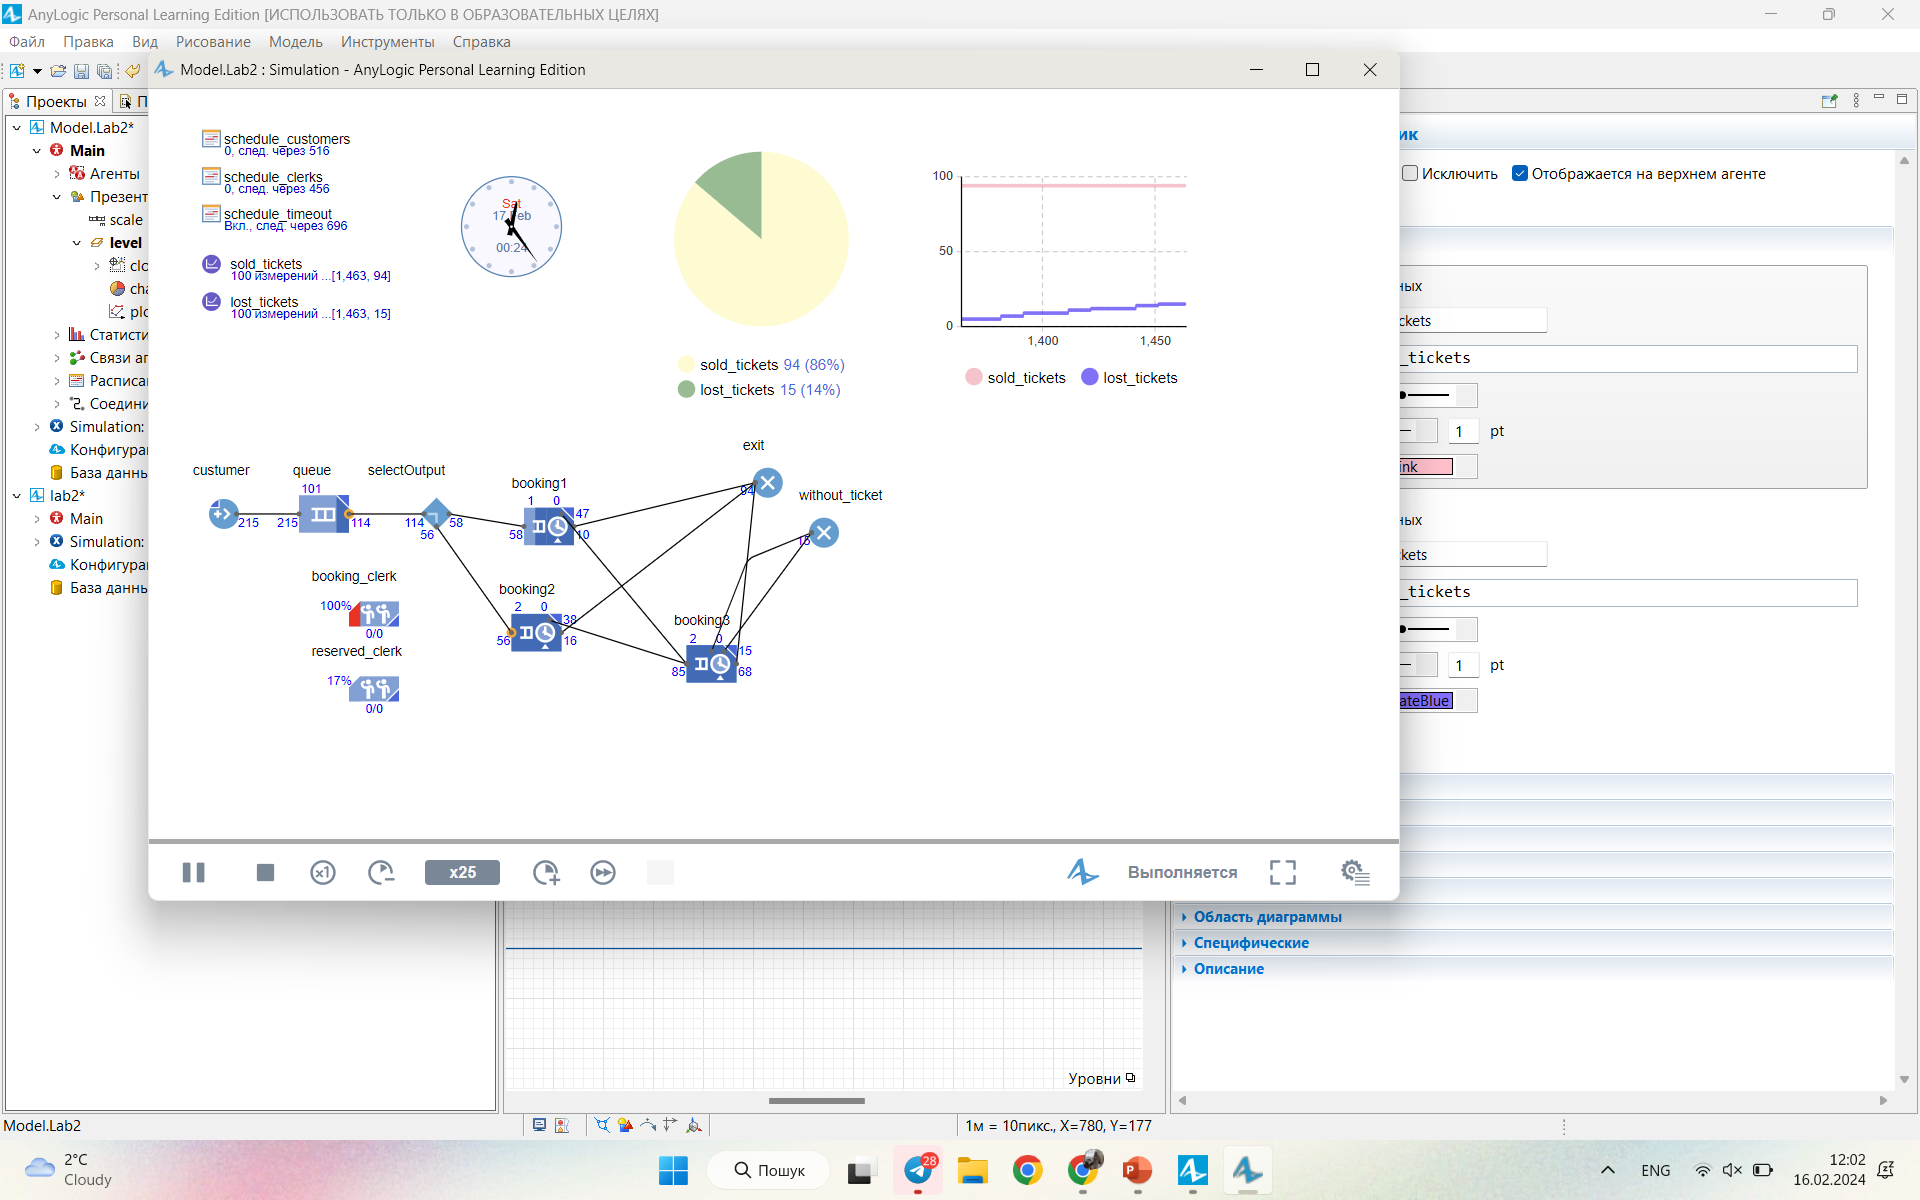 AnyLogic Personal Learning Edition [ИСПОЛЬЗОВАТЬ ТОЛЬКО В ОБРАЗОВАТЕЛЬНЫХ ЦЕЛЯХ]
Файл Правка Вид Рисование Модель Инструменты Справка
Model.Lab2 : Simulation - AnyLogic Personal Learning Edition
Проекты
П
Model.Lab2*
Main
Агенты
Презент
scale
level
clo
cha
plo
Статисти
Связи аг
Расписа
Соедини
Simulation:
Конфигура
База данн
lab2*
Main
Simulation:
Конфигура
База данн
schedule_customers
0, след. через 516
schedule_clerks
0, след. через 456
schedule_timeout
Вкл., след. через 696
sold_tickets
100 измерений ...[1,463, 94]
lost_tickets
100 измерений ...[1,463, 15]
Sat
17 Feb
00:24
sold_tickets 94 (86%)
lost_tickets 15 (14%)
100
50
0
1,400 1,450
sold_tickets lost_tickets
exit
94
without_ticket
15
custumer
215
queue
101
215 114
selectOutput
114 58
56
booking1
1 0
47
58 10
booking2
2 0
38
56 16
booking3
2 0
15
85 68
booking_clerk
100%
0/0
reserved_clerk
17%
0/0
x1
x25
Выполняется
ик
Исключить Отображается на верхнем агенте
ных
ckets
_tickets
1 pt
ink
ных
kets
_tickets
1 pt
ateBlue
Область диаграммы
Специфические
Описание
Уровни
Model.Lab2
1м = 10пикс., X=780, Y=177
2°C
Cloudy
Пошук
28
ENG
12:02
16.02.2024